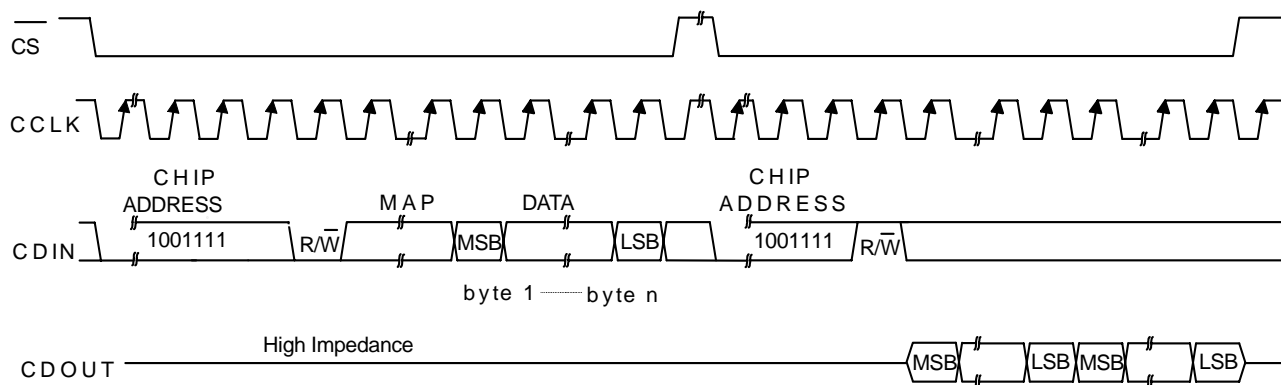 CS
CCLK
CHIP
ADDRESS
MAP
DATA
CHIP
ADDRESS
CDIN
1001111
R/W
MSB
LSB
1001111
R/W
byte 1
byte n
High Impedance
CDOUT
MSB
LSB
MSB
LSB